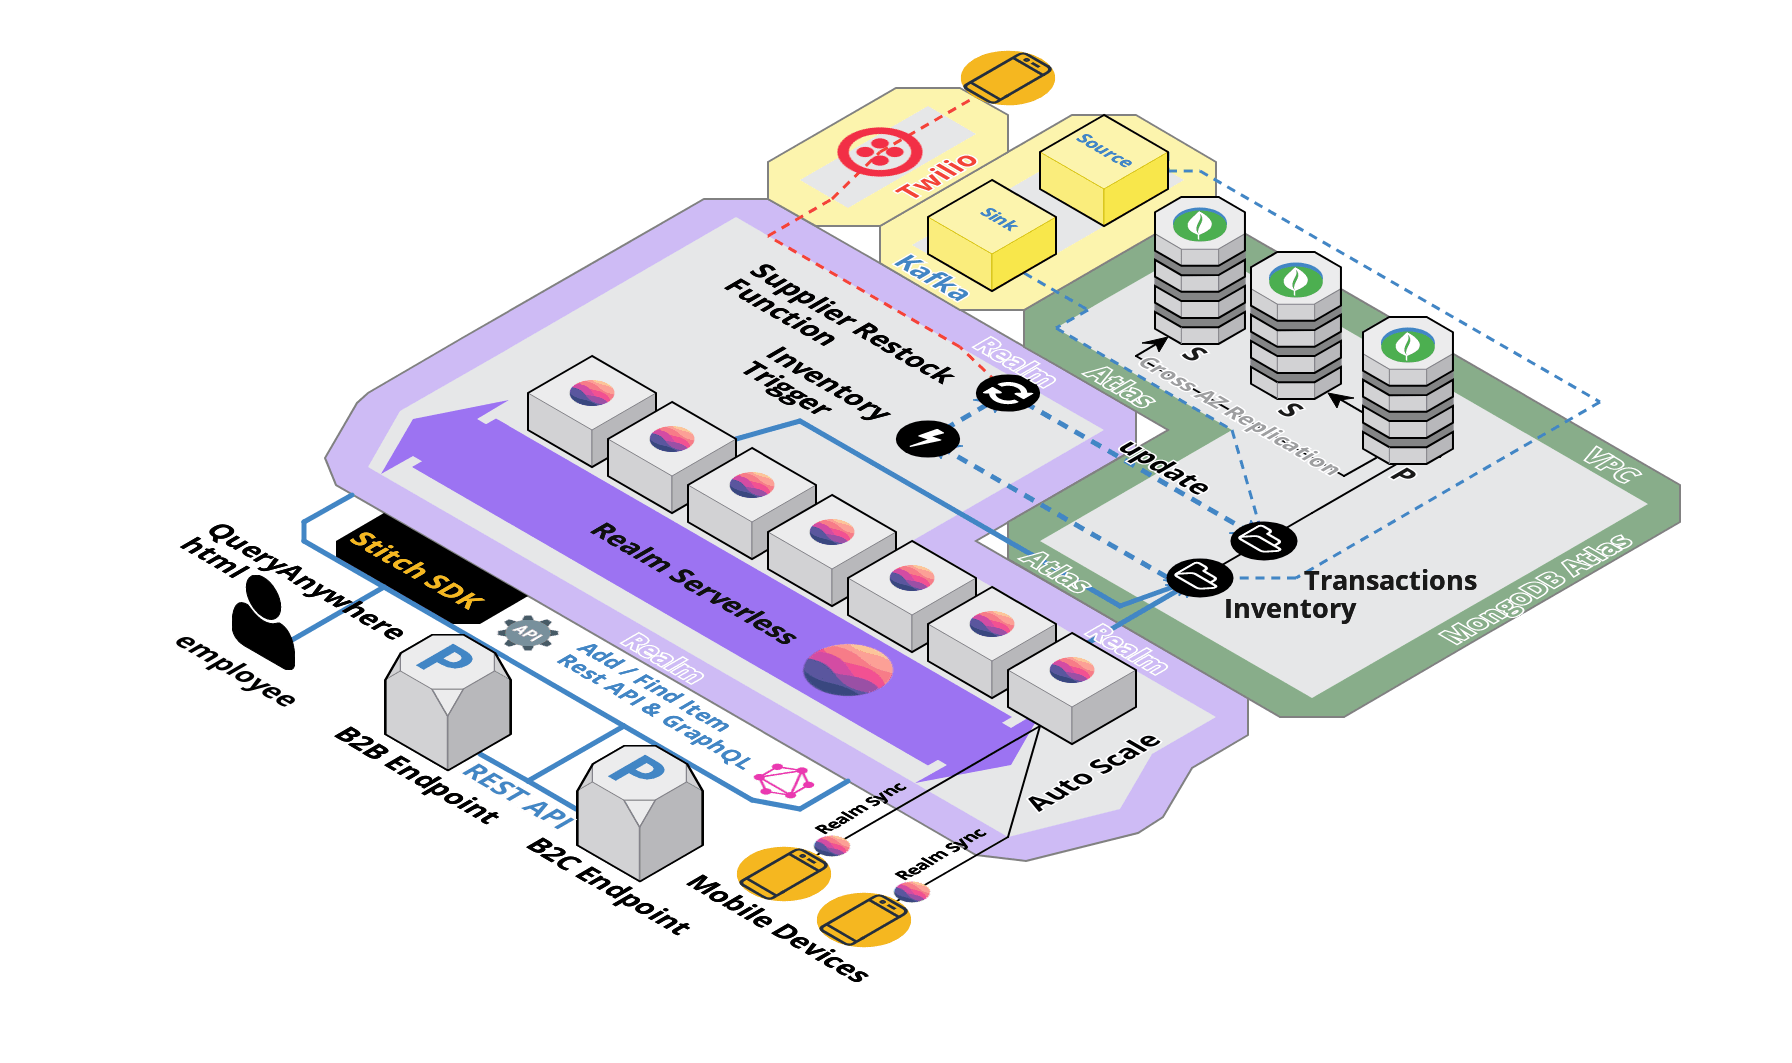 Twilio
Source
Sink
Kafka
Supplier Restock
Function
Inventory
Trigger
Realm
Atlas
S
S
P
Cross-AZ-Replication
VPC
update
Transactions
Inventory
MongoDB Atlas
Atlas
Realm
Realm Serverless
Realm
Stitch SDK
QueryAnywhere
html
employee
API
Add / Find Item
Rest API & GraphQL
P
B2B Endpoint
REST API
P
B2C Endpoint
Auto Scale
Realm Sync
Realm Sync
Mobile Devices